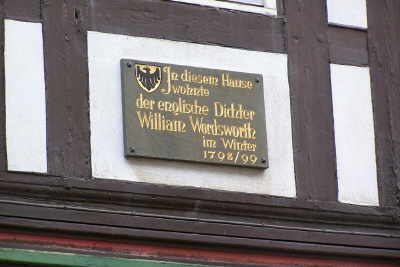 In diesem Hause
wohnte
der englische Dichter
William Wordsworth
im Winter
1798/99